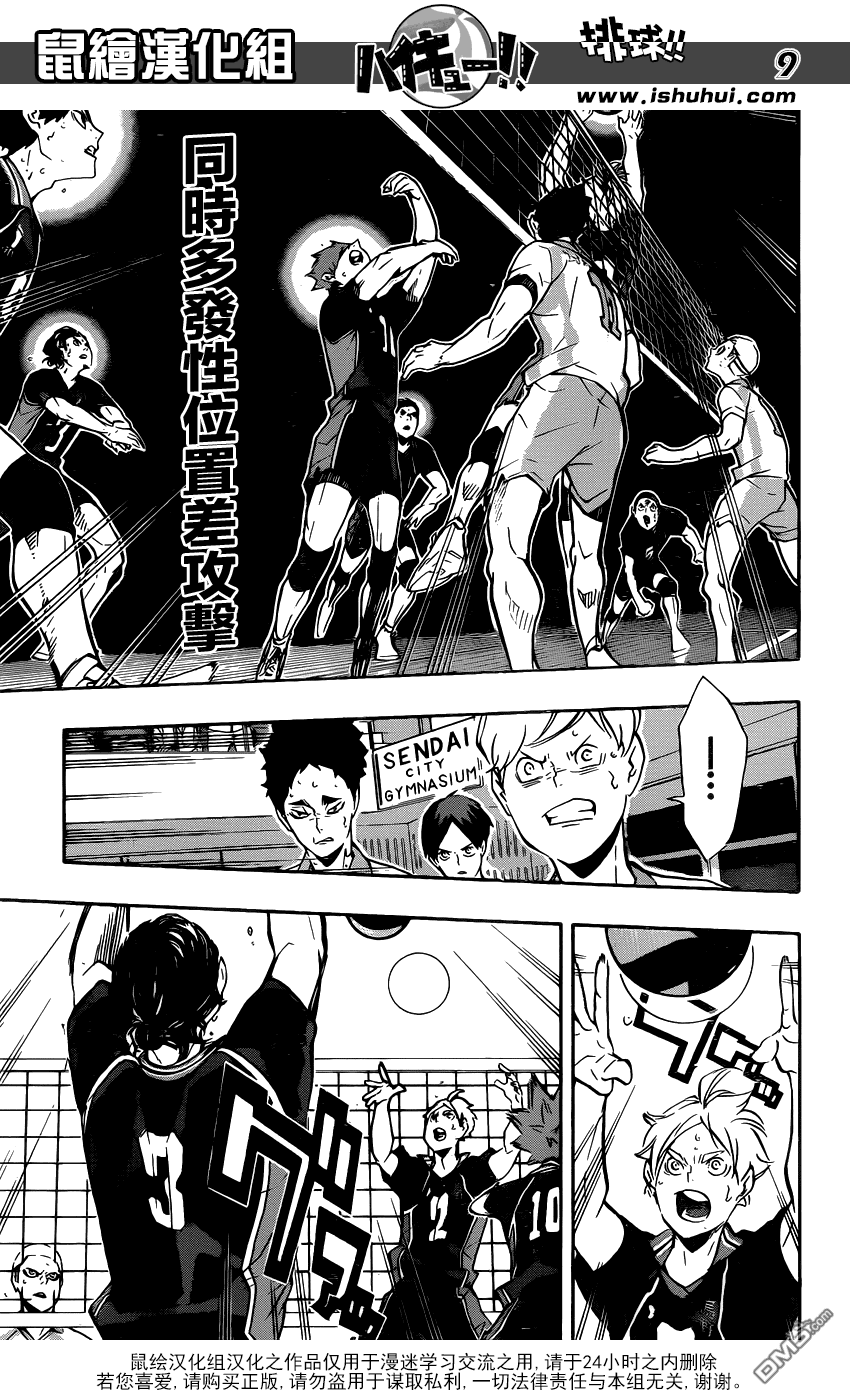 鼠繪漢化組
ハイキュー!!
排球!!
9
www.ishuhui.com
同時多發性位置差攻擊
1
3
SENDAI
CITY
GYMNASIUM
…!
3
2
10
鼠绘汉化组汉化之作品仅用于漫迷学习交流之用, 请于24小时之内删除
若您喜爱, 请购买正版, 请勿盗用于谋取私利, 一切法律责任与本组无关, 谢谢.
DM5.com